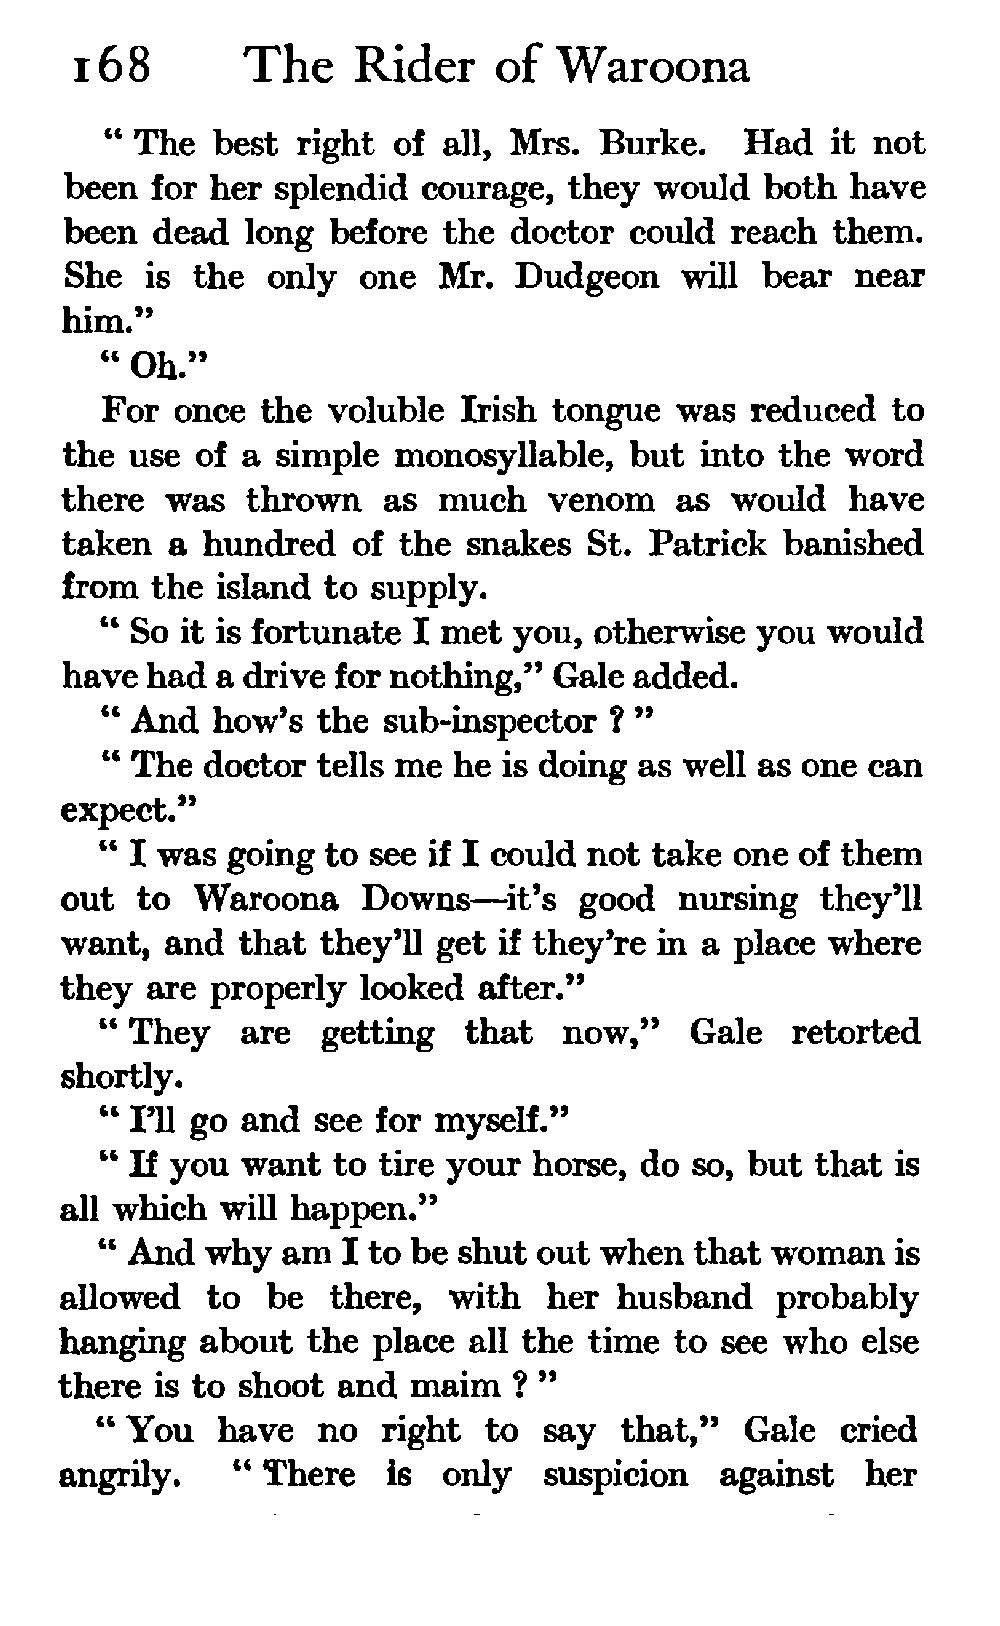 168 The Rider of Waroona
“ The best right of all, Mrs. Burke. Had it not
been for her splendid courage, they would both have
been dead long before the doctor could reach them.
She is the only one Mr. Dudgeon will bear near
him.”
“ Oh.”
For once the voluble Irish tongue was reduced to
the use of a simple monosyllable, but into the word
there was thrown as much venom as would have
taken a hundred of the snakes St. Patrick banished
from the island to supply.
“ So it is fortunate I met you, otherwise you would
have had a drive for nothing,” Gale added.
“ And how’s the sub-inspector ? ”
“ The doctor tells me he is doing as well as one can
expect.”
“ I was going to see if I could not take one of them
out to Waroona Downs—it’s good nursing they’ll
want, and that they’ll get if they’re in a place where
they are properly looked after.”
“ They are getting that now,” Gale retorted
shortly.
“ I’ll go and see for myself.”
“ If you want to tire your horse, do so, but that is
all which will happen.”
“ And why am I to be shut out when that woman is
allowed to be there, with her husband probably
hanging about the place all the time to see who else
there is to shoot and maim ? ”
“ You have no right to say that,” Gale cried
angrily. “ There is only suspicion against her